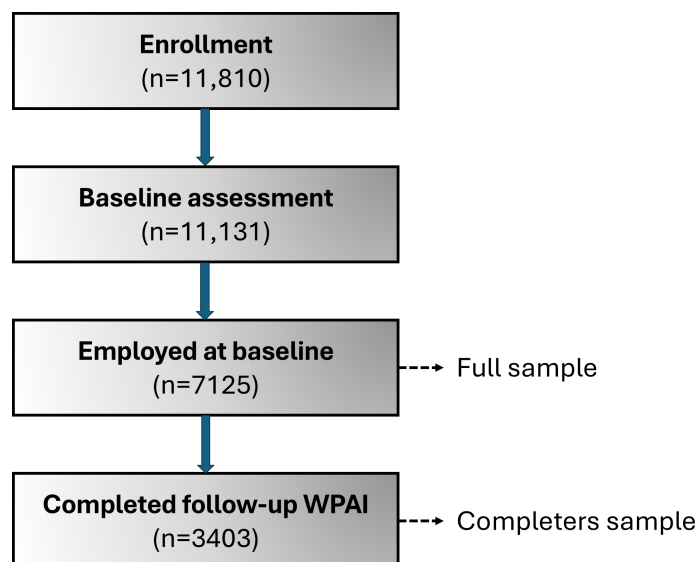 Enrollment
(n=11,810)
Baseline assessment
(n=11,131)
Employed at baseline
(n=7125)
Full sample
Completed follow-up WPAI
(n=3403)
Completers sample